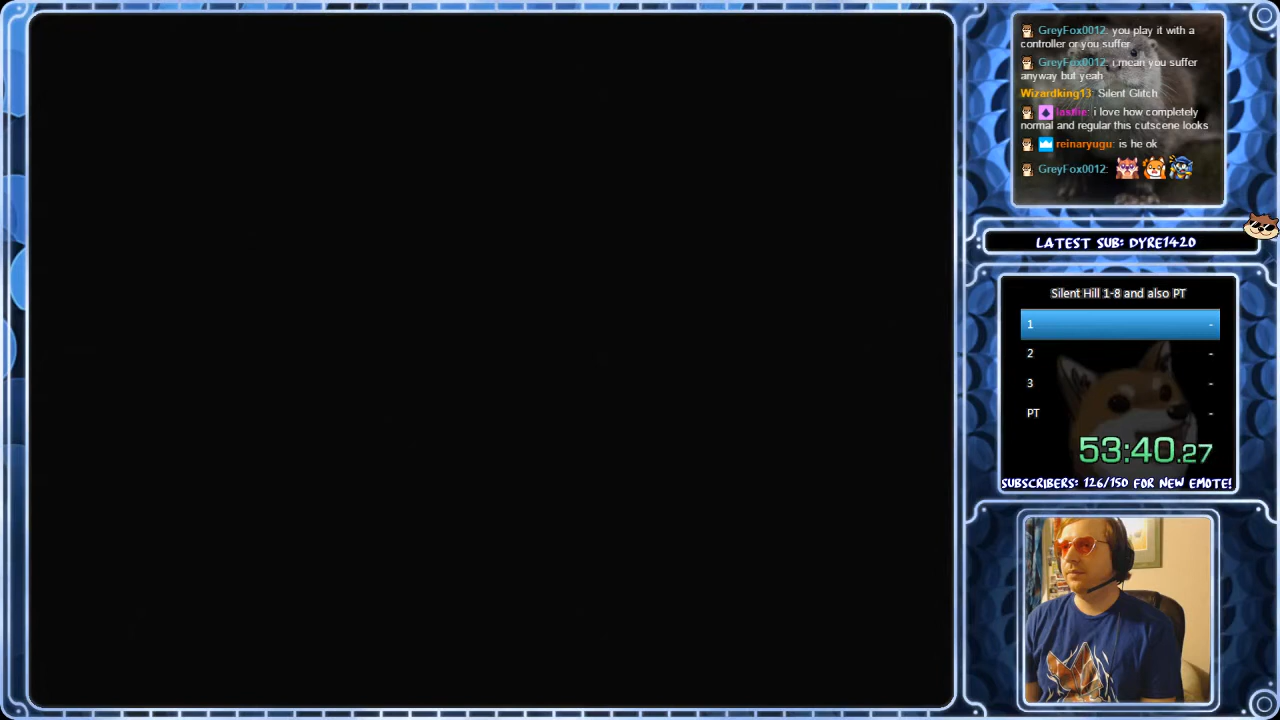 GreyFox0012: you play it with a
controller or you suffer
GreyFox0012: i mean you suffer
anyway but yeah
Wizardking13: Silent Glitch
: i love how completely
normal and regular this cutscene looks
reinaryugu: is he ok
GreyFox0012:
LATEST SUB: DYRE1420
Silent Hill 1-8 and also PT
1 -
2 -
3 -
PT -
53:40.27
SUBSCRIBERS: 126/150 FOR NEW EMOTE!